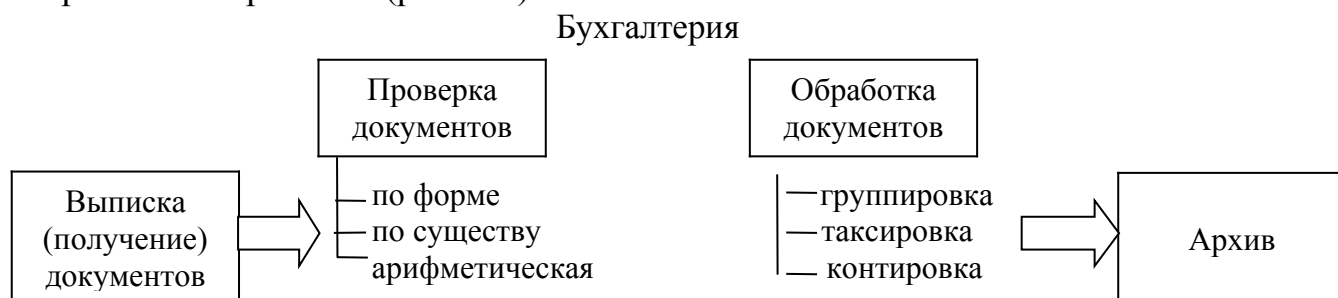 Бухгалтерия
Проверка
документов
по форме
по существу
арифметическая
Обработка
документов
группировка
таксировка
контировка
Выписка
(получение)
документов
Архив